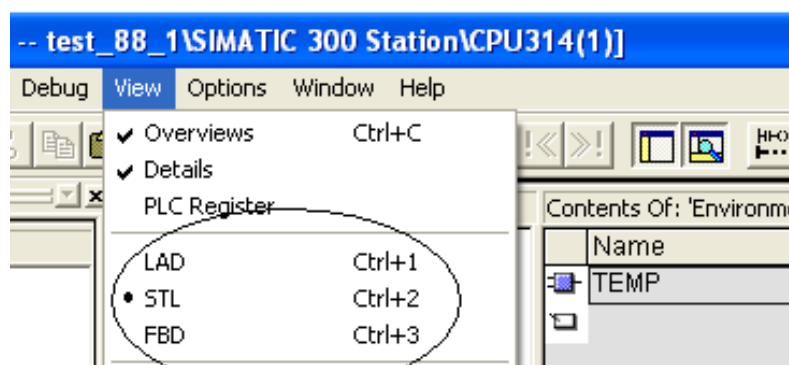 -- test_88_1\SIMATIC 300 Station\CPU314(1)]
Debug View Options Window Help
Overviews Ctrl+C
Details
PLC Register
Contents Of: 'Environme
Name
LAD Ctrl+1
TEMP
STL Ctrl+2
FBD Ctrl+3